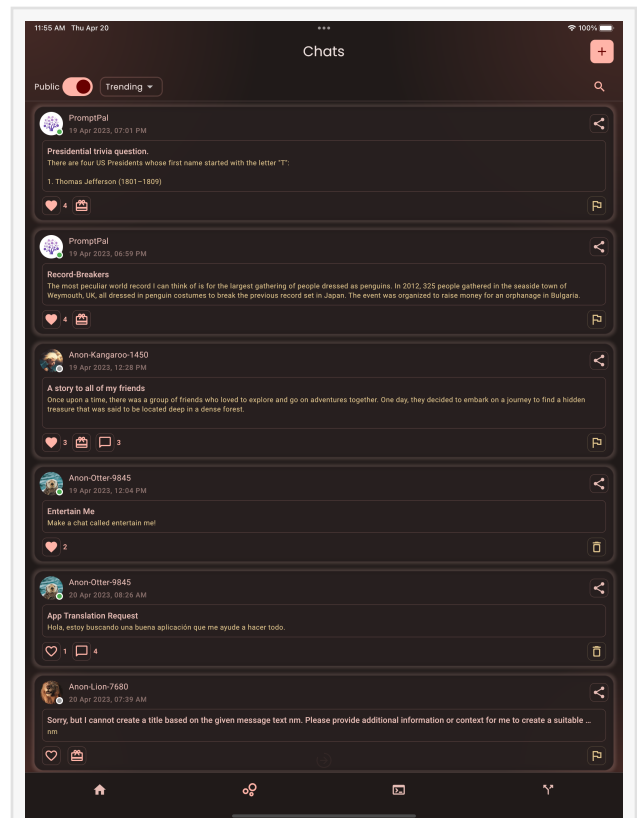 11:55 AM Thu Apr 20
100%
Chats
Public
Trending
PromptPal
19 Apr 2023, 07:01 PM
Presidential trivia question.
There are four US Presidents whose first name started with the letter "T":
1. Thomas Jefferson (1801–1809)
4
PromptPal
19 Apr 2023, 06:59 PM
Record-Breakers
The most peculiar world record I can think of is for the largest gathering of people dressed as penguins. In 2012, 325 people gathered in the seaside town of
Weymouth, UK, all dressed in penguin costumes to break the previous record set in Japan. The event was organized to raise money for an orphanage in Bulgaria.
4
Anon-Kangaroo-1450
19 Apr 2023, 12:28 PM
A story to all of my friends
Once upon a time, there was a group of friends who loved to explore and go on adventures together. One day, they decided to embark on a journey to find a hidden
treasure that was said to be located deep in a dense forest.
3 3
Anon-Otter-9845
19 Apr 2023, 12:04 PM
Entertain Me
Make a chat called entertain me!
2
Anon-Otter-9845
20 Apr 2023, 08:26 AM
App Translation Request
Hola, estoy buscando una buena aplicación que me ayude a hacer todo.
1 4
Anon-Lion-7680
20 Apr 2023, 07:39 AM
Sorry, but I cannot create a title based on the given message text nm. Please provide additional information or context for me to create a suitable ...
nm